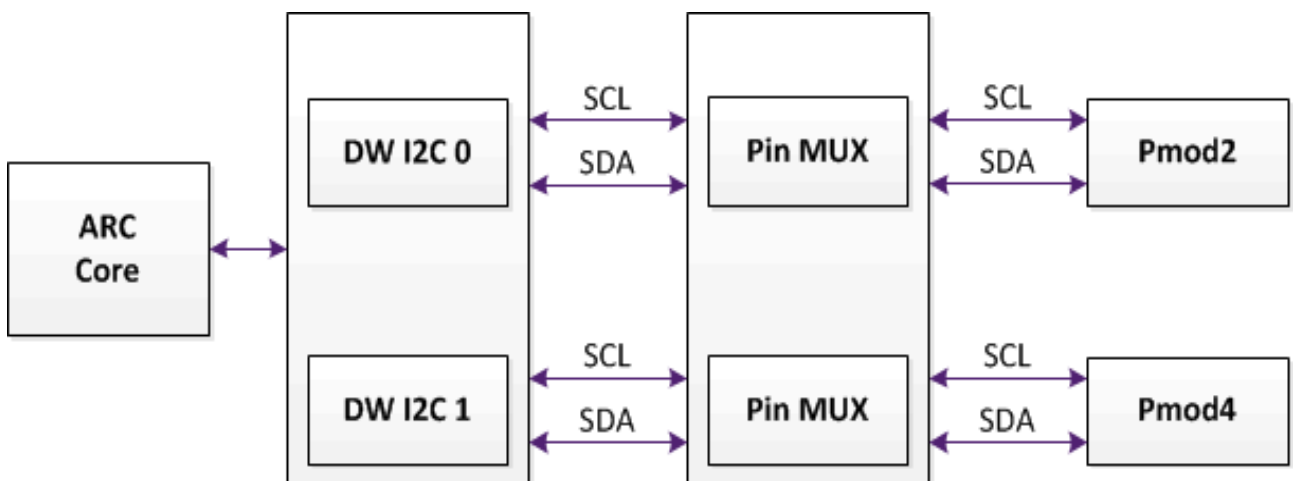 SCL
SCL
DW I2C 0
Pin MUX
Pmod2
SDA
SDA
ARC
Core
SCL
SCL
DW I2C 1
Pin MUX
Pmod4
SDA
SDA